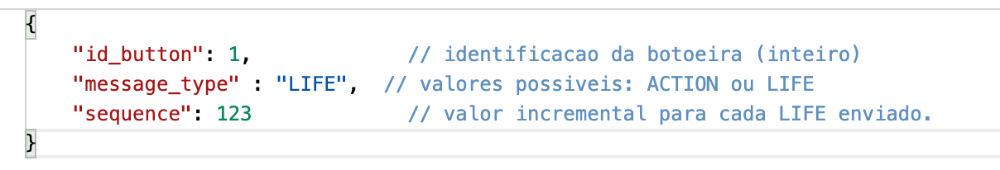 {
"id_button": 1, // identificacao da botoeira (inteiro)
"message_type" : "LIFE", // valores possiveis: ACTION ou LIFE
"sequence": 123 // valor incremental para cada LIFE enviado.
}